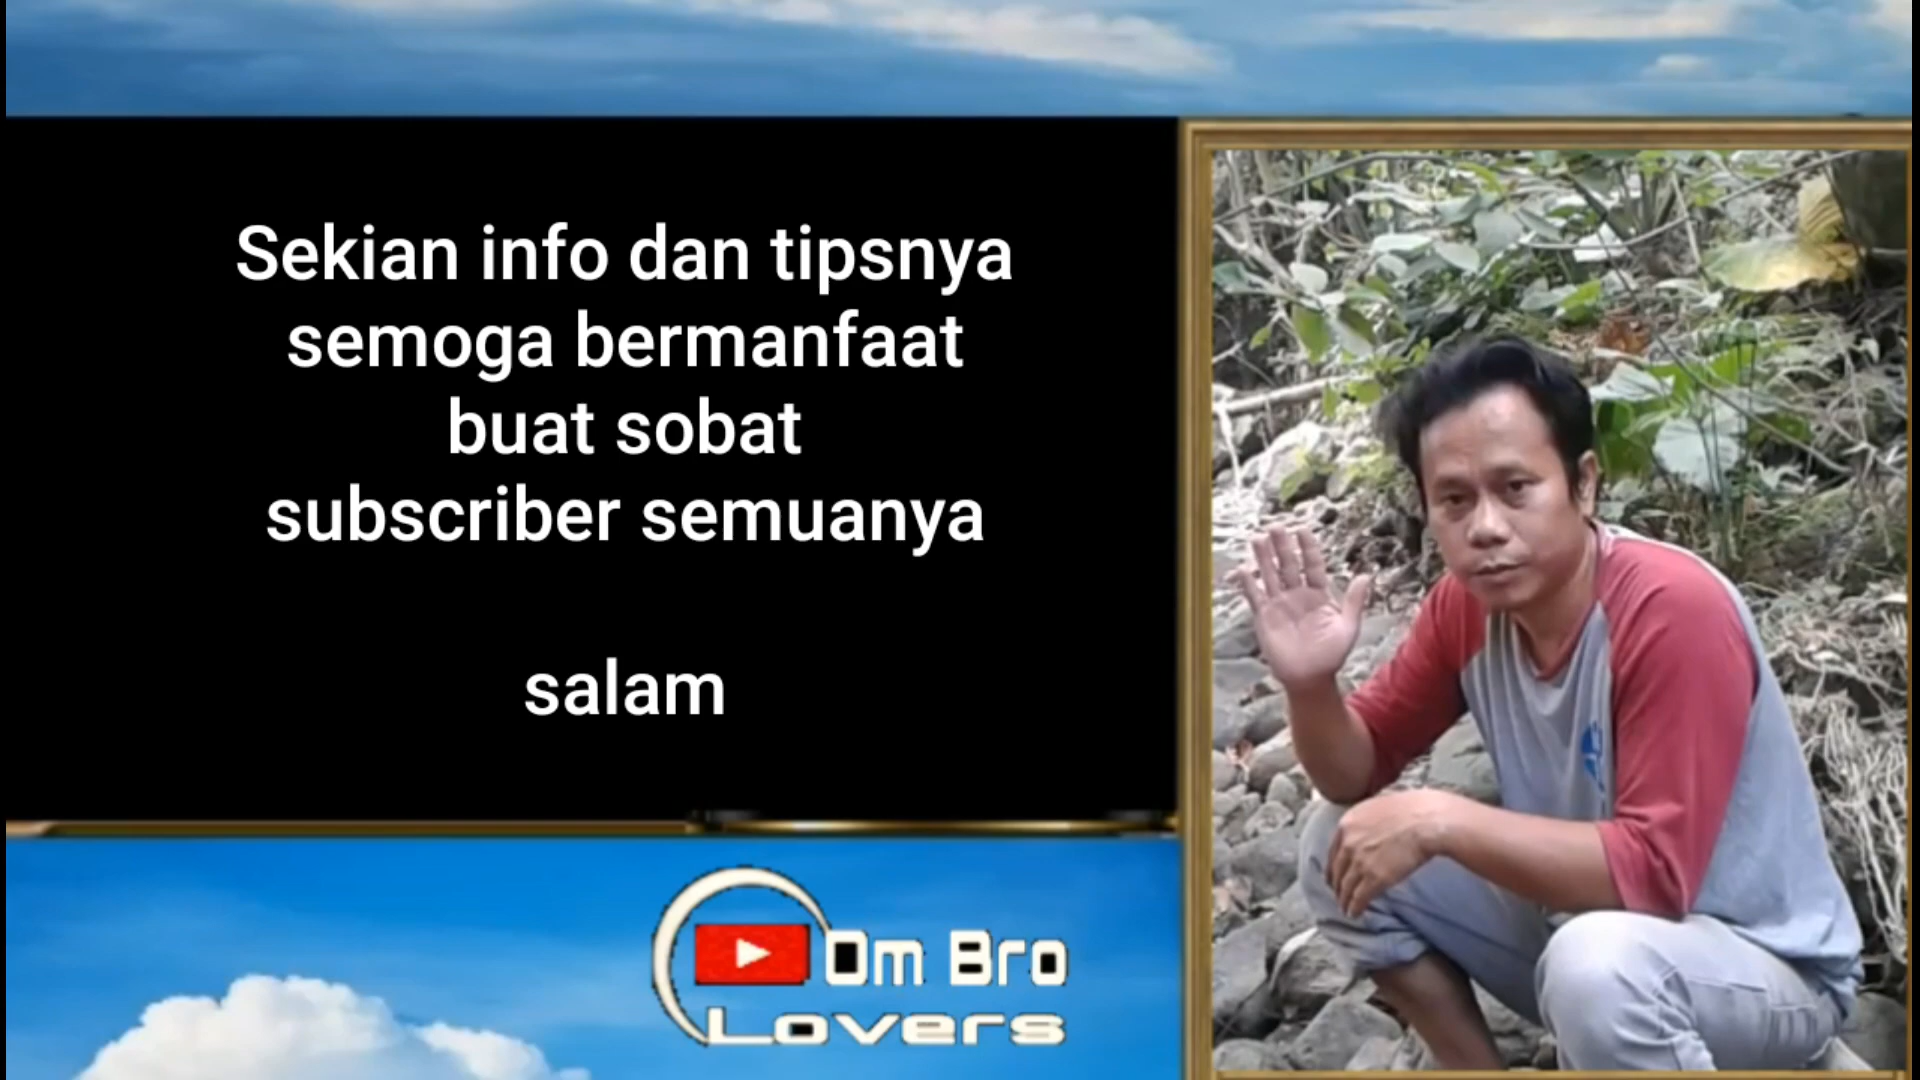 Sekian info dan tipsnya
semoga bermanfaat
buat sobat
subscriber semuanya
salam
Om Bro
Lovers